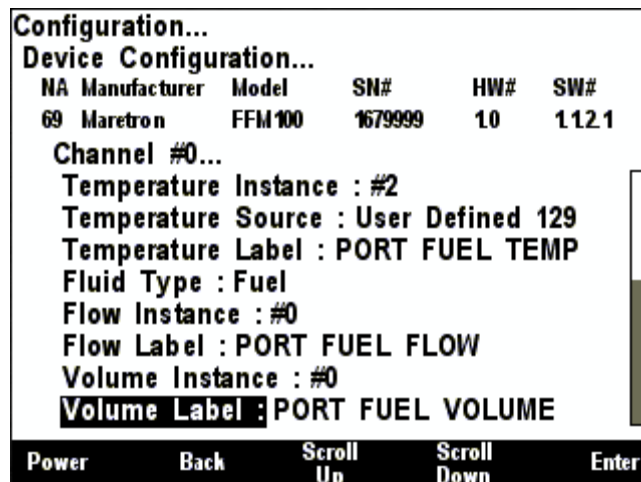 Configuration...
Device Configuration...
NA Manufacturer Model SN# HW# SW#
69 Maretron FFM100 1679999 1.0 1.1.2.1
Channel #0...
Temperature Instance : #2
Temperature Source : User Defined 129
Temperature Label : PORT FUEL TEMP
Fluid Type : Fuel
Flow Instance : #0
Flow Label : PORT FUEL FLOW
Volume Instance : #0
Volume Label : PORT FUEL VOLUME
Power Back Scroll Up Scroll Down Enter